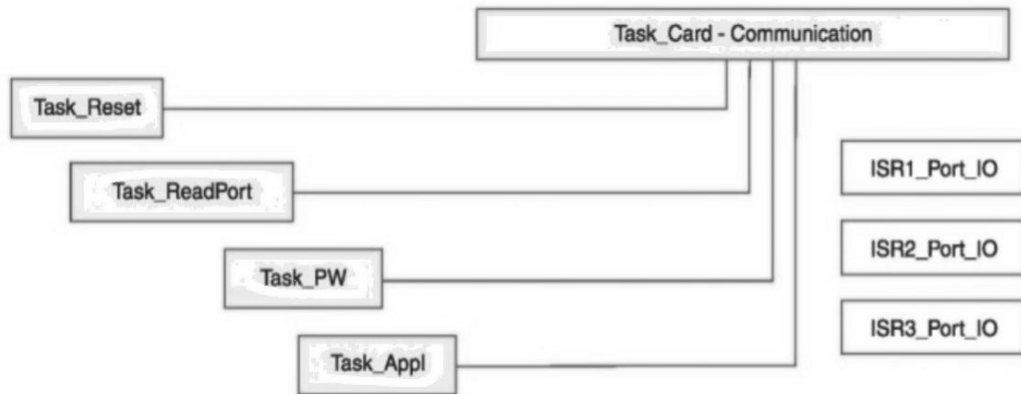 Task_Card - Communication
Task_Reset
Task_ReadPort
Task_PW
Task_Appl
ISR1_Port_IO
ISR2_Port_IO
ISR3_Port_IO